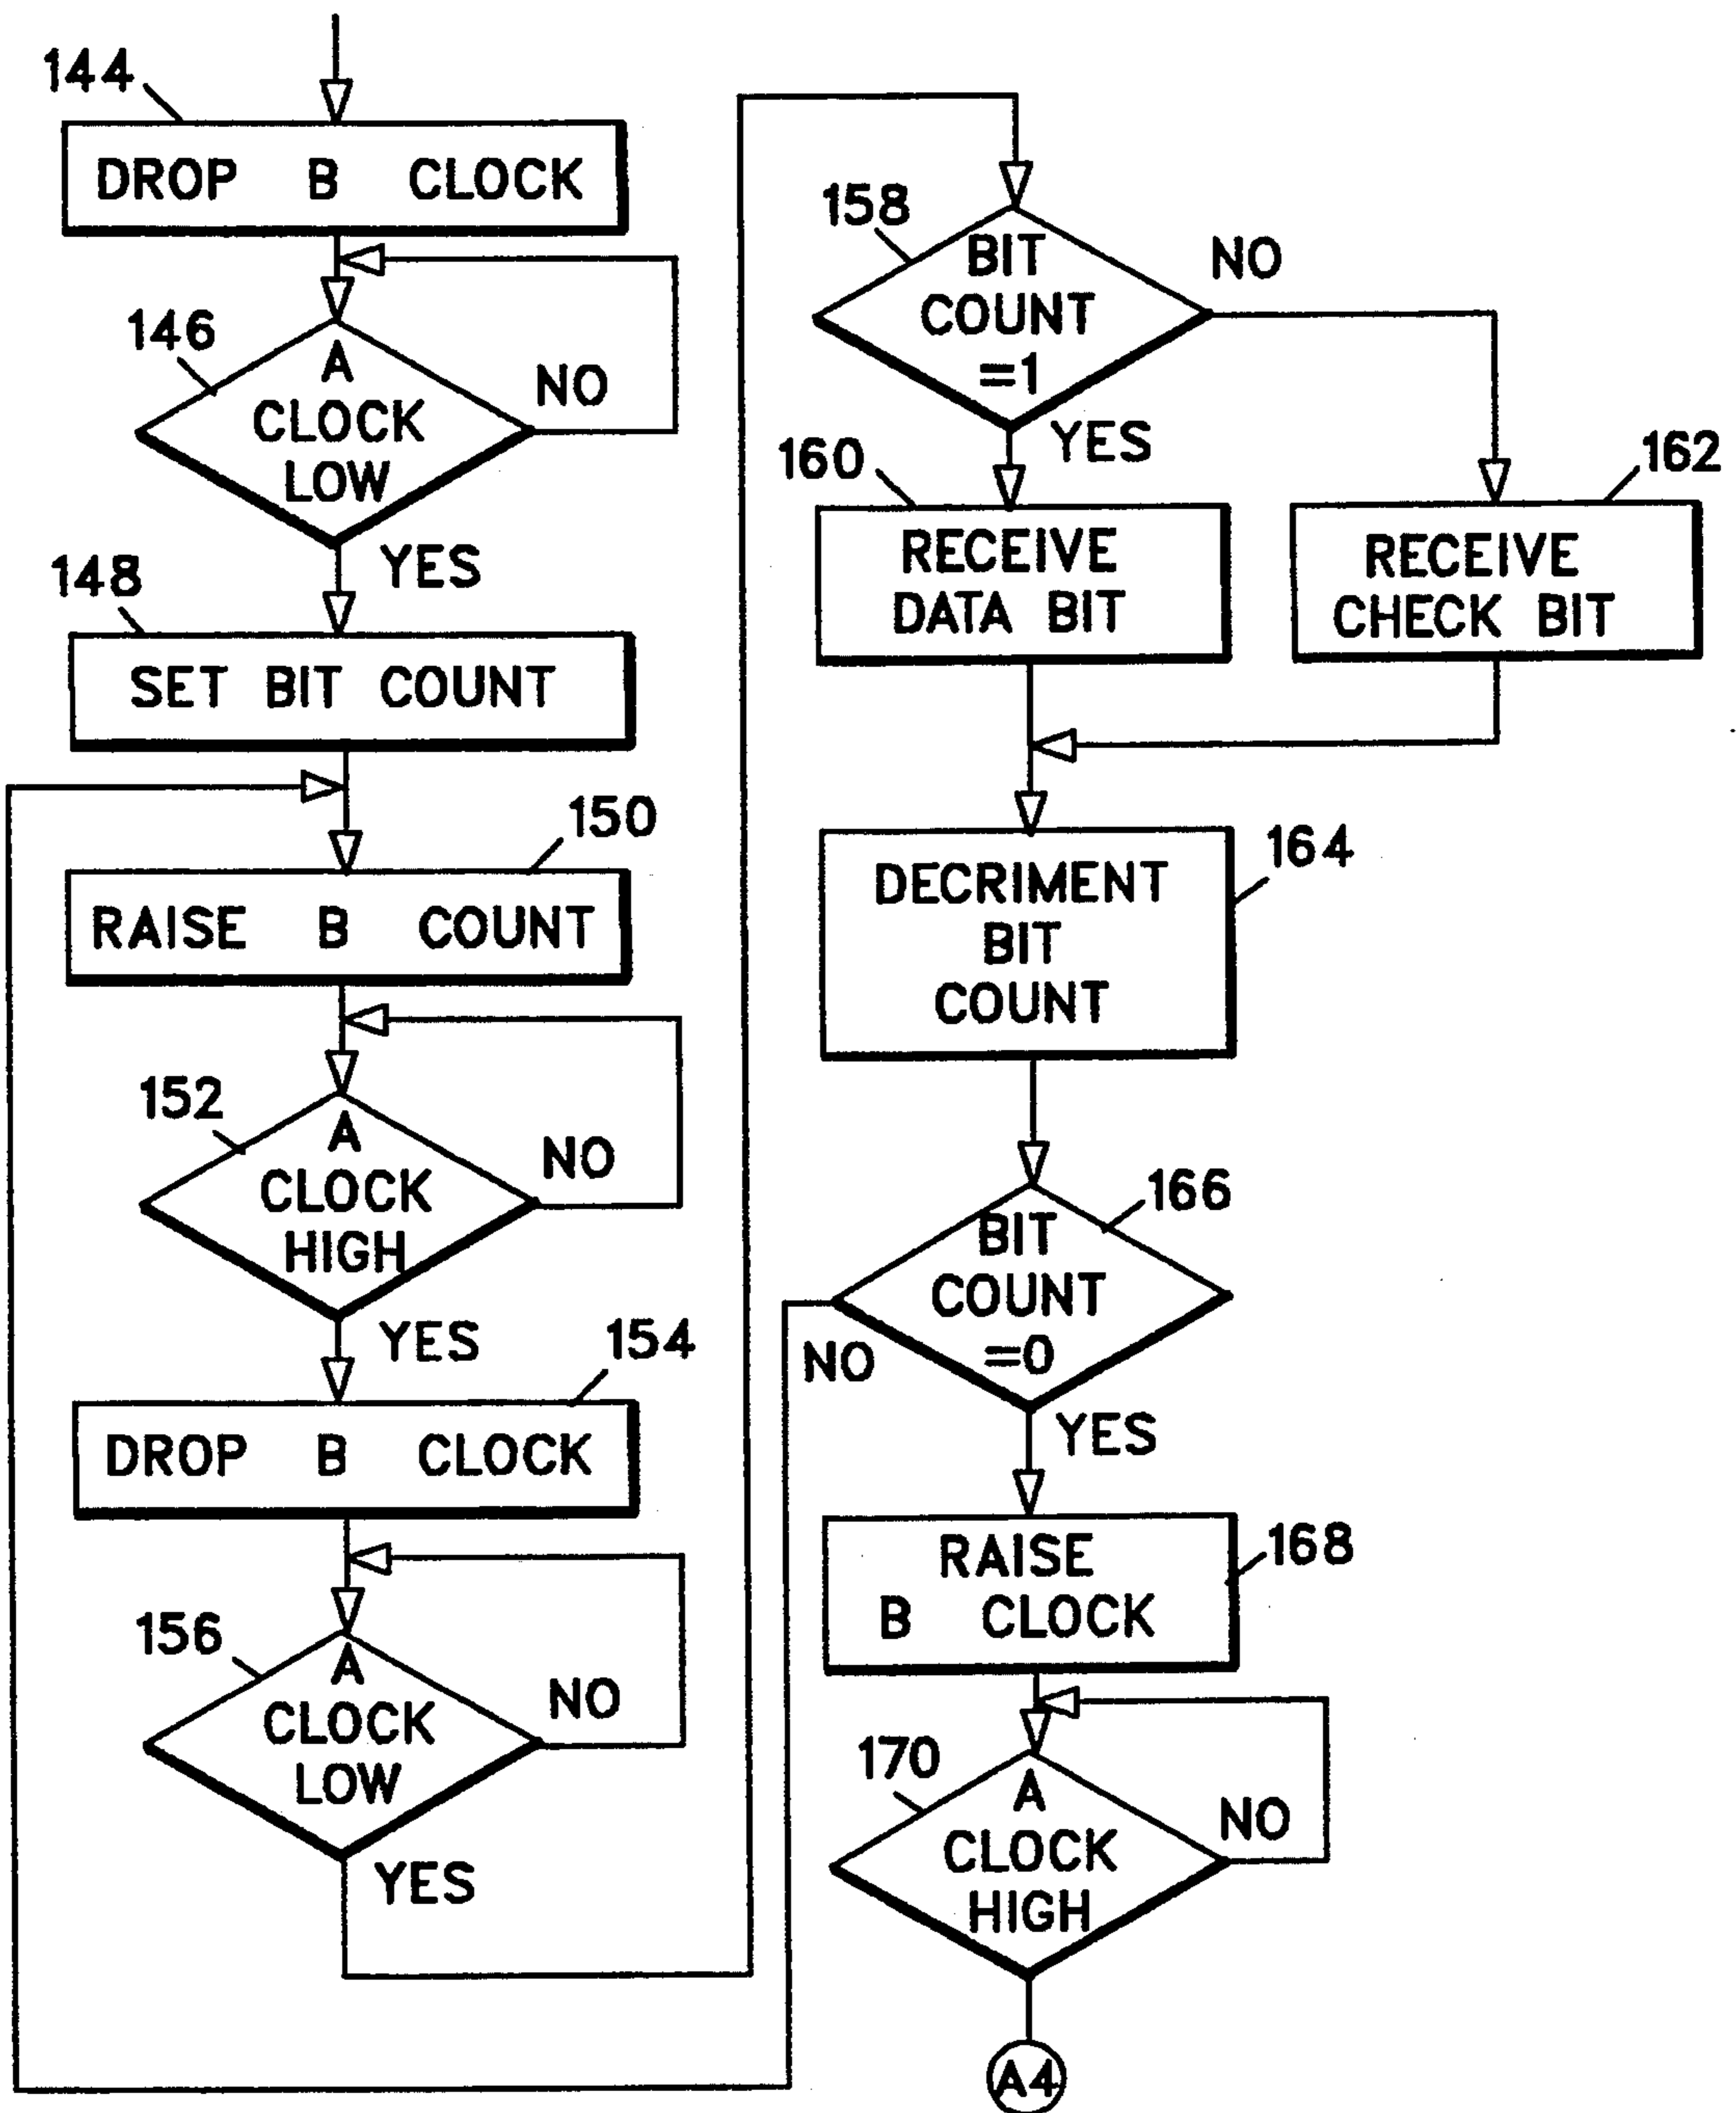 144
DROP B CLOCK
146
A
CLOCK
LOW
NO
YES
148
SET BIT COUNT
150
RAISE B COUNT
152
A
CLOCK
HIGH
NO
YES
154
DROP B CLOCK
156
A
CLOCK
LOW
NO
YES
158
BIT
COUNT
=1
NO
YES
160
RECEIVE
DATA BIT
162
RECEIVE
CHECK BIT
164
DECRIMENT
BIT
COUNT
166
BIT
COUNT
=0
NO
YES
168
RAISE
B CLOCK
170
A
CLOCK
HIGH
NO
A4